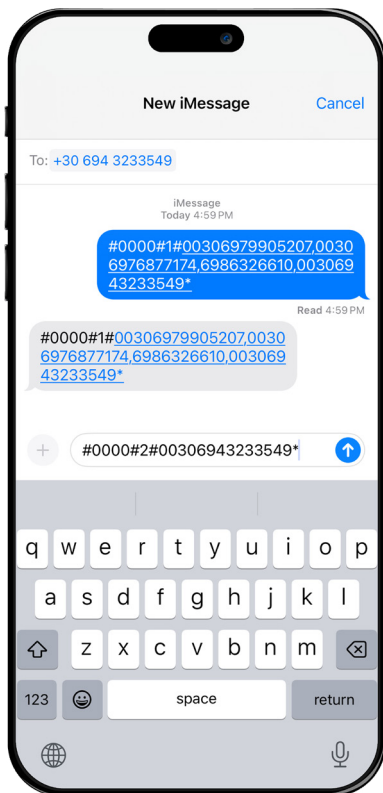 New iMessage
Cancel
To: +30 694 3233549
iMessage
Today 4:59 PM
#0000#1#00306979905207,0030
6976877174,6986326610,003069
43233549*
Read 4:59 PM
#0000#1#00306979905207,0030
6976877174,6986326610,003069
43233549*
#0000#2#00306943233549*
q w e r t y u i o p
a s d f g h j k l
z x c v b n m
123 space return